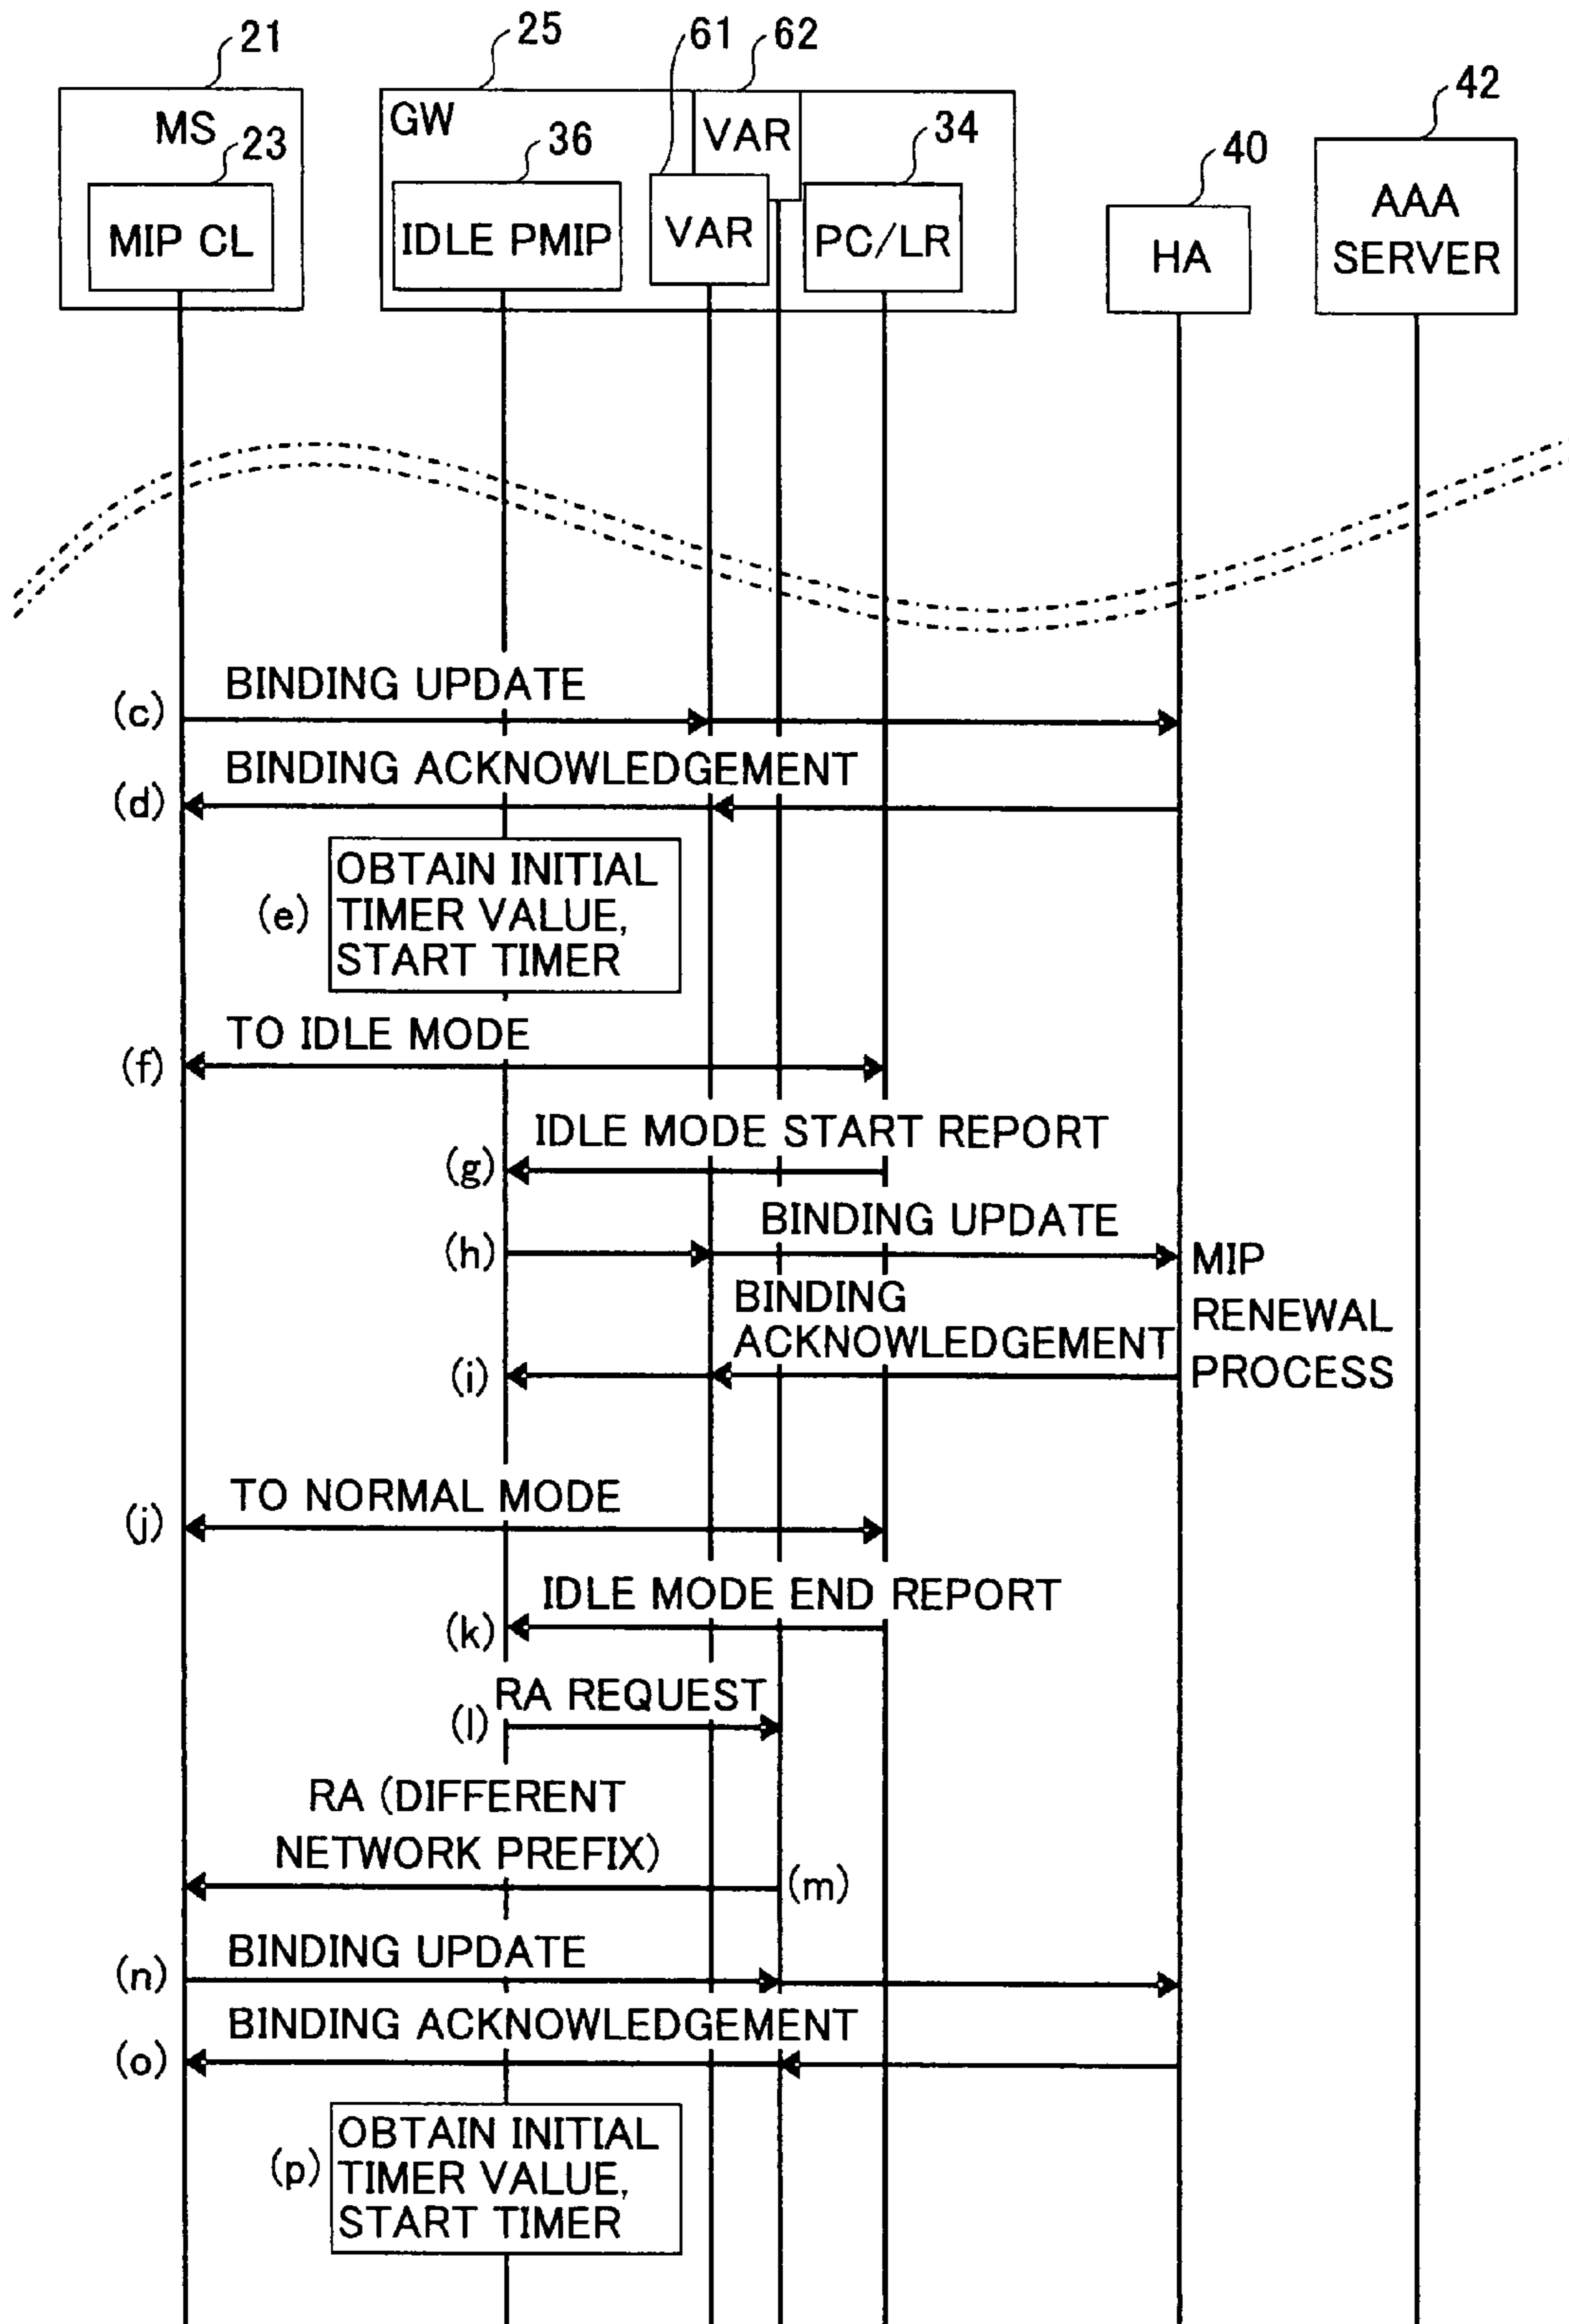 21
25
61
62
42
MS
GW
VAR
23
36
34
40
MIP CL
IDLE PMIP
VAR
PC/LR
HA
AAA
SERVER
BINDING UPDATE
(c)
BINDING ACKNOWLEDGEMENT
(d)
OBTAIN INITIAL
(e) TIMER VALUE,
START TIMER
TO IDLE MODE
(f)
IDLE MODE START REPORT
(g)
BINDING UPDATE
(h)
MIP
RENEWAL
PROCESS
BINDING
ACKNOWLEDGEMENT
(i)
TO NORMAL MODE
(j)
IDLE MODE END REPORT
(k)
RA REQUEST
(l)
RA (DIFFERENT
NETWORK PREFIX)
(m)
BINDING UPDATE
(n)
BINDING ACKNOWLEDGEMENT
(o)
OBTAIN INITIAL
(p) TIMER VALUE,
START TIMER